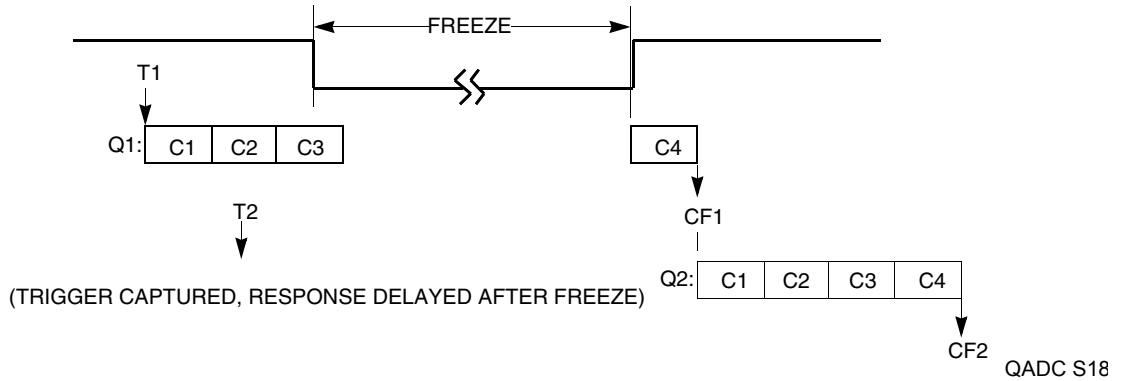 FREEZE
T1
Q1: C1 C2 C3
C4
T2
CF1
(TRIGGER CAPTURED, RESPONSE DELAYED AFTER FREEZE)
Q2: C1 C2 C3 C4
CF2
QADC S18